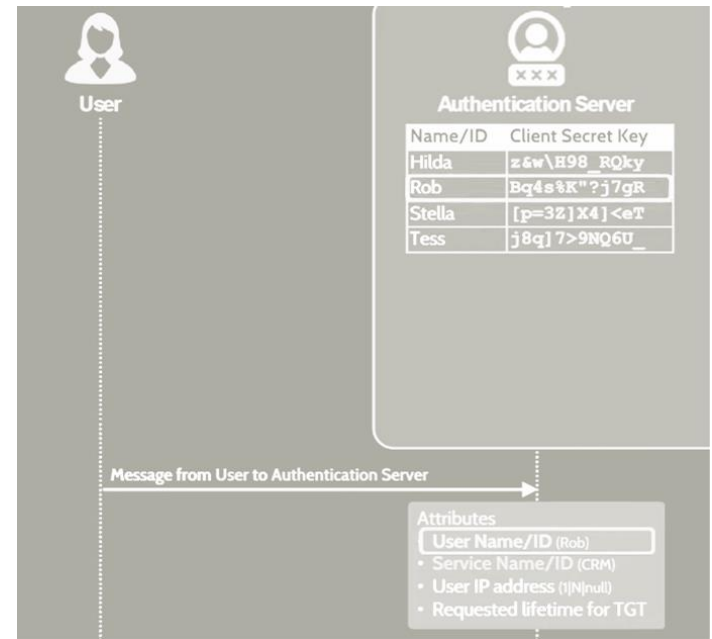 User
Authentication Server
Name/ID Client Secret Key
Hilda z&w\H98_RQky
Rob Bq4s%K"?j7gR
Stella [p=3Z]X4]<eT
Tess j8q]7>9NQ6U_
Message from User to Authentication Server
Attributes
User Name/ID (Rob)
• Service Name/ID (CRM)
• User IP address (1|N|null)
• Requested lifetime for TGT